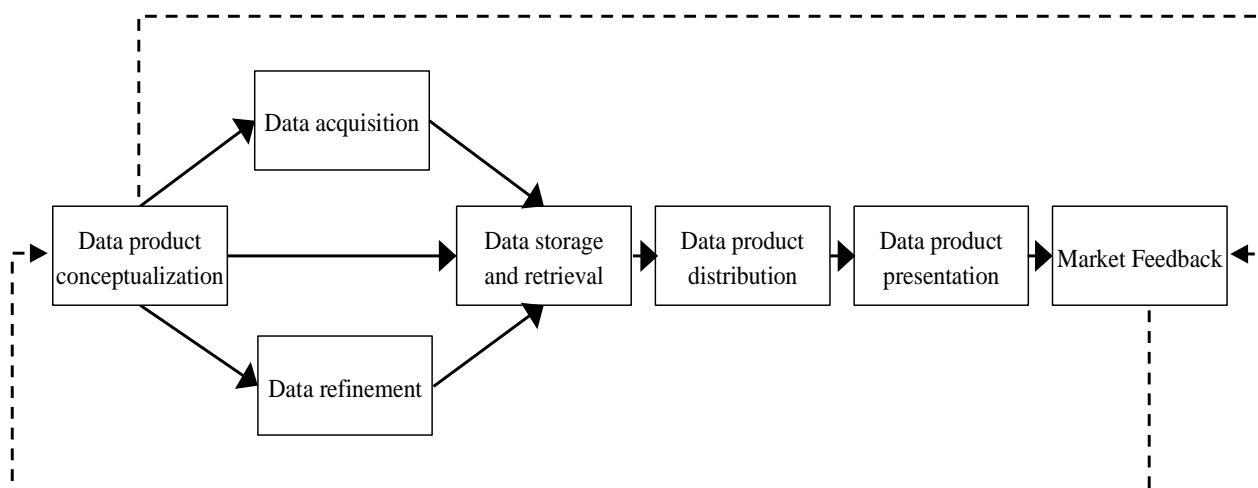 Data acquisition
Data product
conceptualization
Data storage
and retrieval
Data product
distribution
Data product
presentation
Market Feedback
Data refinement